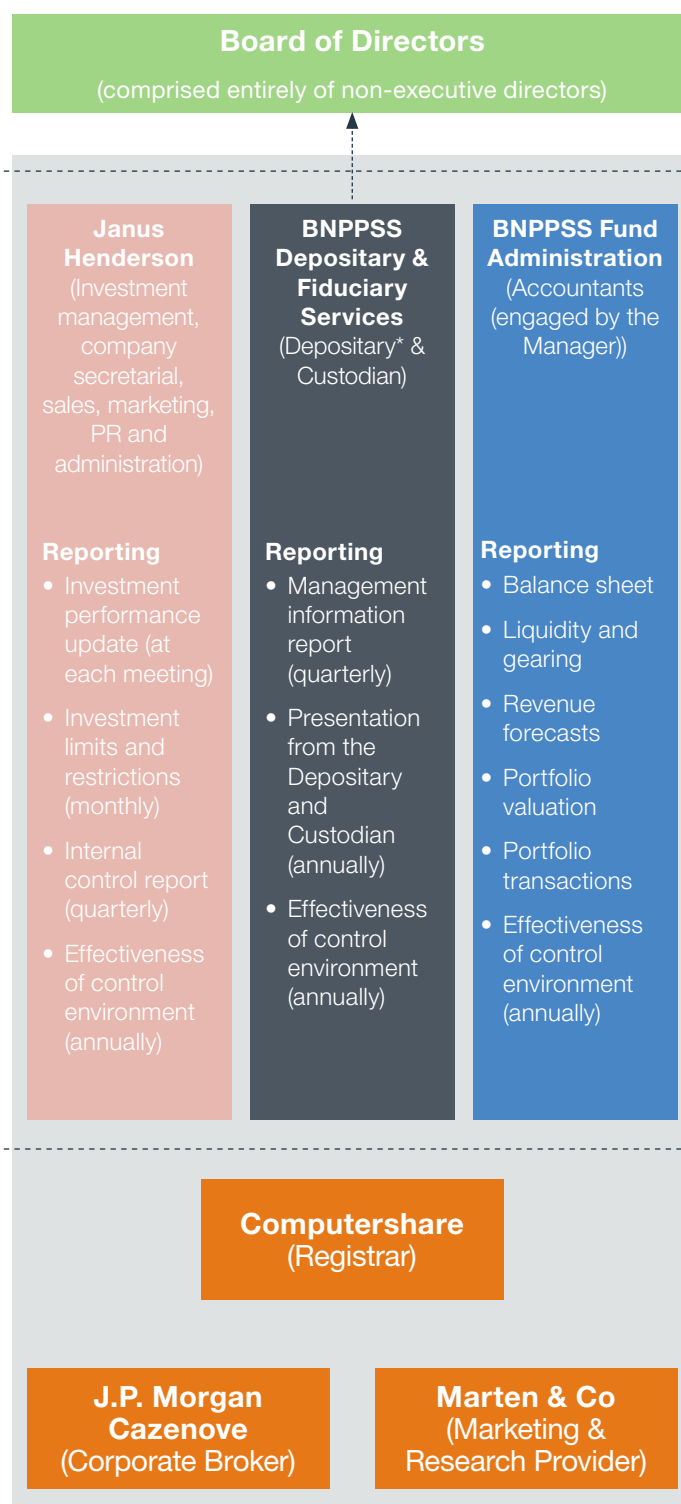 Board of Directors
(comprised entirely of non-executive directors)
Janus
Henderson
(Investment
management,
company
secretarial,
sales, marketing,
PR and
administration)
Reporting
• Investment
performance
update (at
each meeting)
• Investment
limits and
restrictions
(monthly)
• Internal
control report
(quarterly)
• Effectiveness
of control
environment
(annually)
BNPPSS
Depositary &
Fiduciary
Services
(Depositary* &
Custodian)
Reporting
• Management
information
report
(quarterly)
• Presentation
from the
Depositary
and
Custodian
(annually)
• Effectiveness
of control
environment
(annually)
BNPPSS Fund
Administration
(Accountants
(engaged by the
Manager))
Reporting
• Balance sheet
• Liquidity and
gearing
• Revenue
forecasts
• Portfolio
valuation
• Portfolio
transactions
• Effectiveness
of control
environment
(annually)
Computershare
(Registrar)
J.P. Morgan
Cazenove
(Corporate Broker)
Marten & Co
(Marketing &
Research Provider)